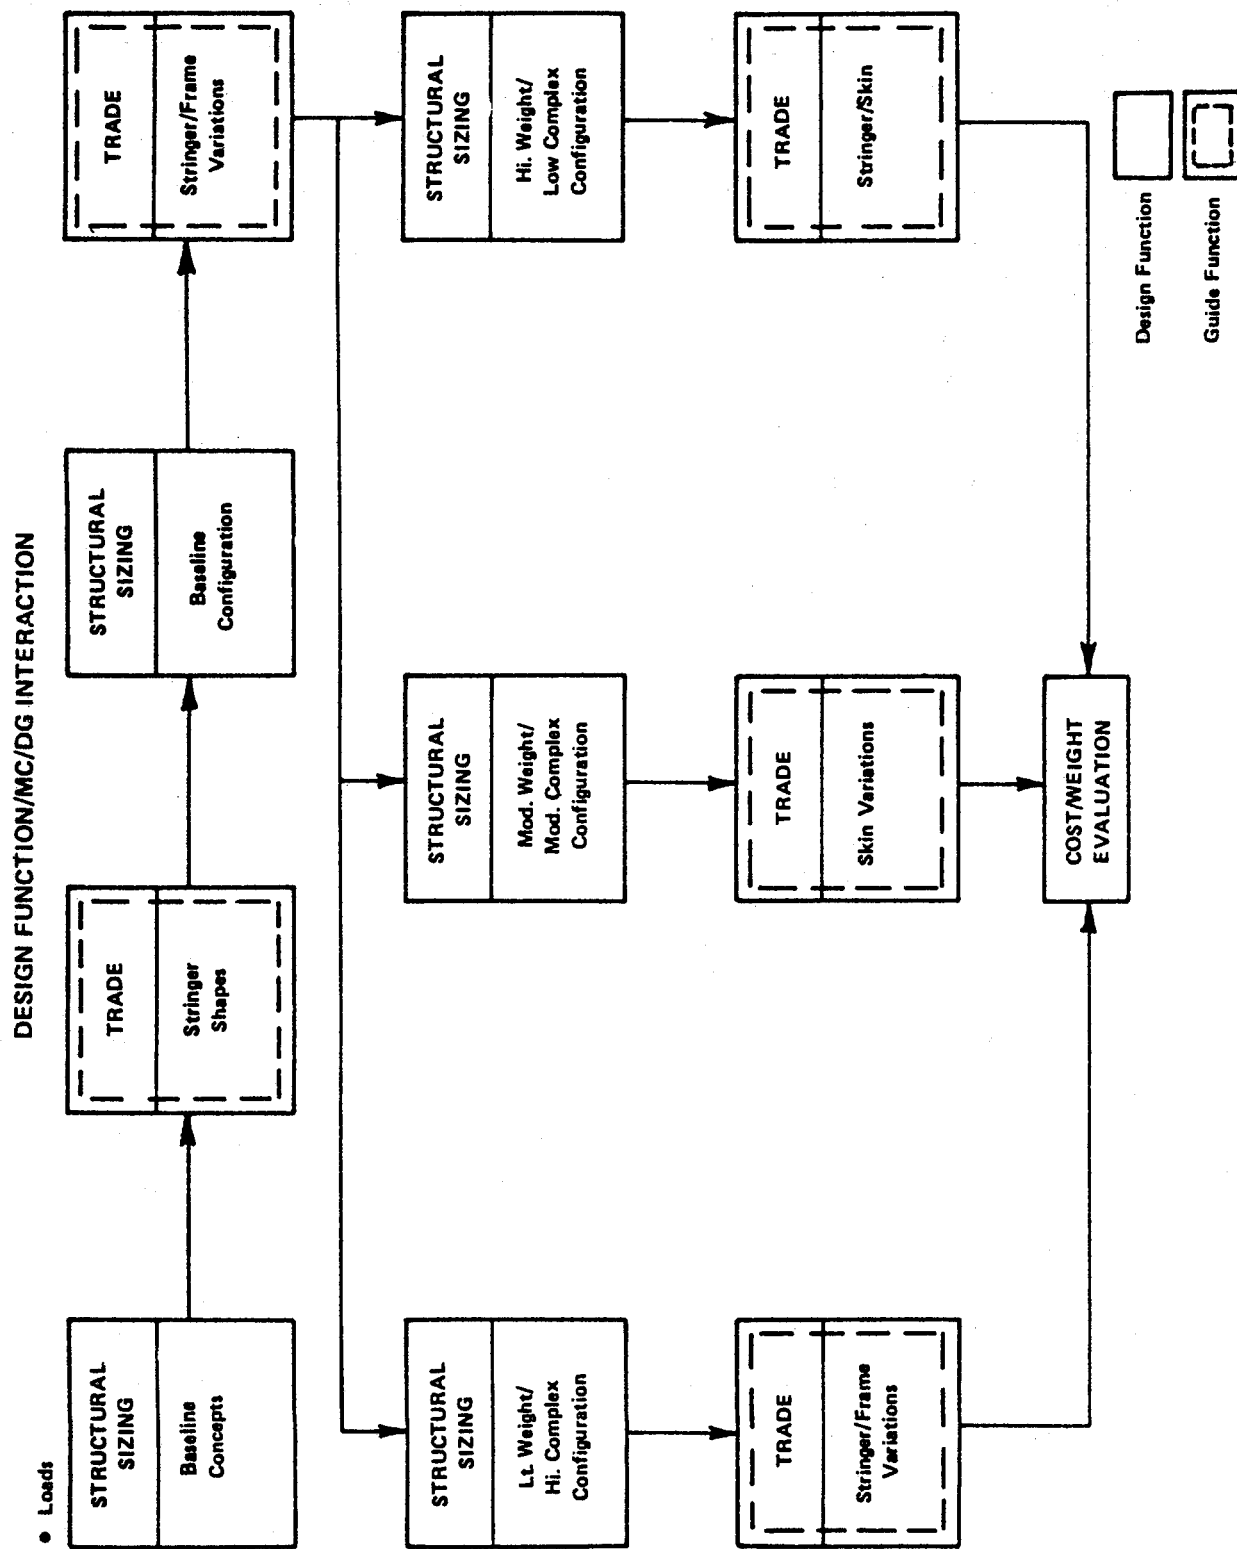 DESIGN FUNCTION/MC/DG INTERACTION
• Loads
STRUCTURAL
SIZING
Baseline
Concepts
TRADE
Stringer
Shapes
STRUCTURAL
SIZING
Baseline
Configuration
TRADE
Stringer/Frame
Variations
STRUCTURAL
SIZING
Lt. Weight/
Hi. Complex
Configuration
STRUCTURAL
SIZING
Mod. Weight/
Mod. Complex
Configuration
STRUCTURAL
SIZING
Hi. Weight/
Low Complex
Configuration
TRADE
Stringer/Frame
Variations
TRADE
Skin Variations
TRADE
Stringer/Skin
COST/WEIGHT
EVALUATION
Design Function
Guide Function